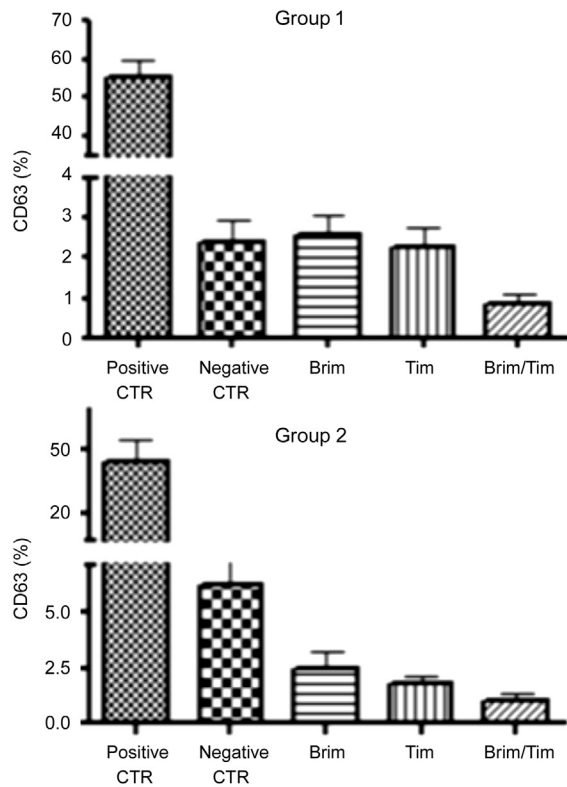 Group 1
70
60
50
40
4
3
2
1
0
CD63 (%)
Positive CTR
Negative CTR
Brim
Tim
Brim/Tim
Group 2
50
20
5.0
2.5
0.0
CD63 (%)
Positive CTR
Negative CTR
Brim
Tim
Brim/Tim